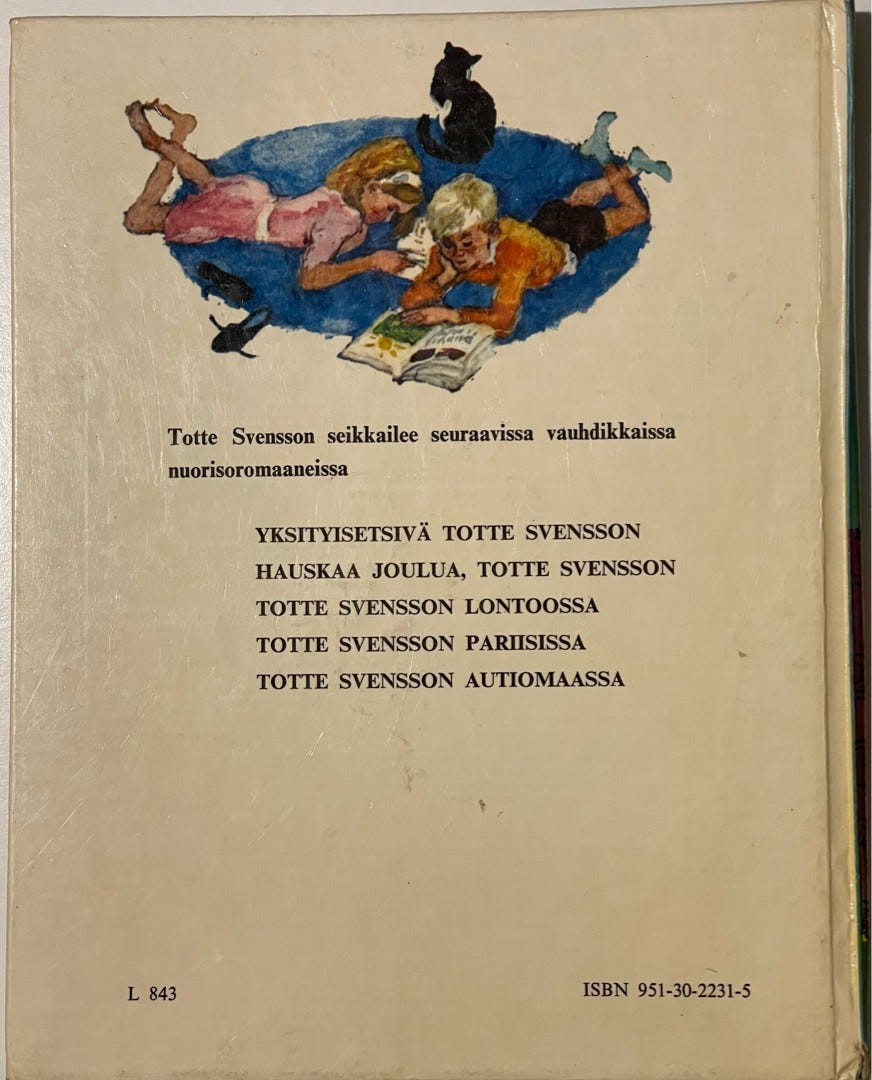 Totte Svensson seikkailee seuraavissa vauhdikkaissa
nuorisoromaaneissa
YKSITYISETSIVÄ TOTTE SVENSSON
HAUSKAA JOULUA, TOTTE SVENSSON
TOTTE SVENSSON LONTOOSSA
TOTTE SVENSSON PARIISISSA
TOTTE SVENSSON AUTIOMAASSA
L 843
ISBN 951-30-2231-5